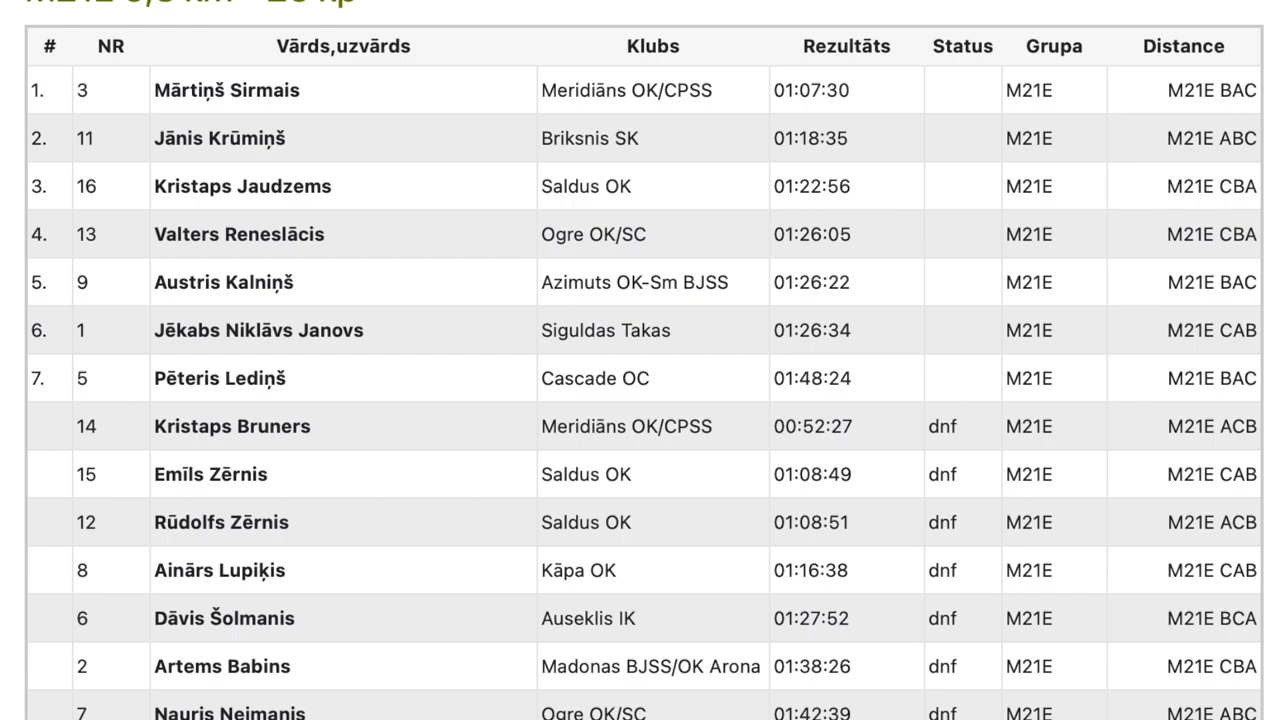 # NR Vārds,uzvārds Klubs Rezultāts Status Grupa Distance
1. 3 Mārtiņš Sirmais Meridiāns OK/CPSS 01:07:30 M21E M21E BAC
2. 11 Jānis Krūmiņš Briksnis SK 01:18:35 M21E M21E ABC
3. 16 Kristaps Jaudzems Saldus OK 01:22:56 M21E M21E CBA
4. 13 Valters Reneslācis Ogre OK/SC 01:26:05 M21E M21E CBA
5. 9 Austris Kalniņš Azimuts OK-Sm BJSS 01:26:22 M21E M21E BAC
6. 1 Jēkabs Niklāvs Janovs Siguldas Takas 01:26:34 M21E M21E CAB
7. 5 Pēteris Lediņš Cascade OC 01:48:24 M21E M21E BAC
14 Kristaps Bruners Meridiāns OK/CPSS 00:52:27 dnf M21E M21E ACB
15 Emīls Zērnis Saldus OK 01:08:49 dnf M21E M21E CAB
12 Rūdolfs Zērnis Saldus OK 01:08:51 dnf M21E M21E ACB
8 Ainārs Lupiķis Kāpa OK 01:16:38 dnf M21E M21E CAB
6 Dāvis Šolmanis Auseklis IK 01:27:52 dnf M21E M21E BCA
2 Artems Babins Madonas BJSS/OK Arona 01:38:26 dnf M21E M21E CBA
7 Nauris Neimanis Ogre OK/SC 01:42:39 dnf M21E M21E ABC